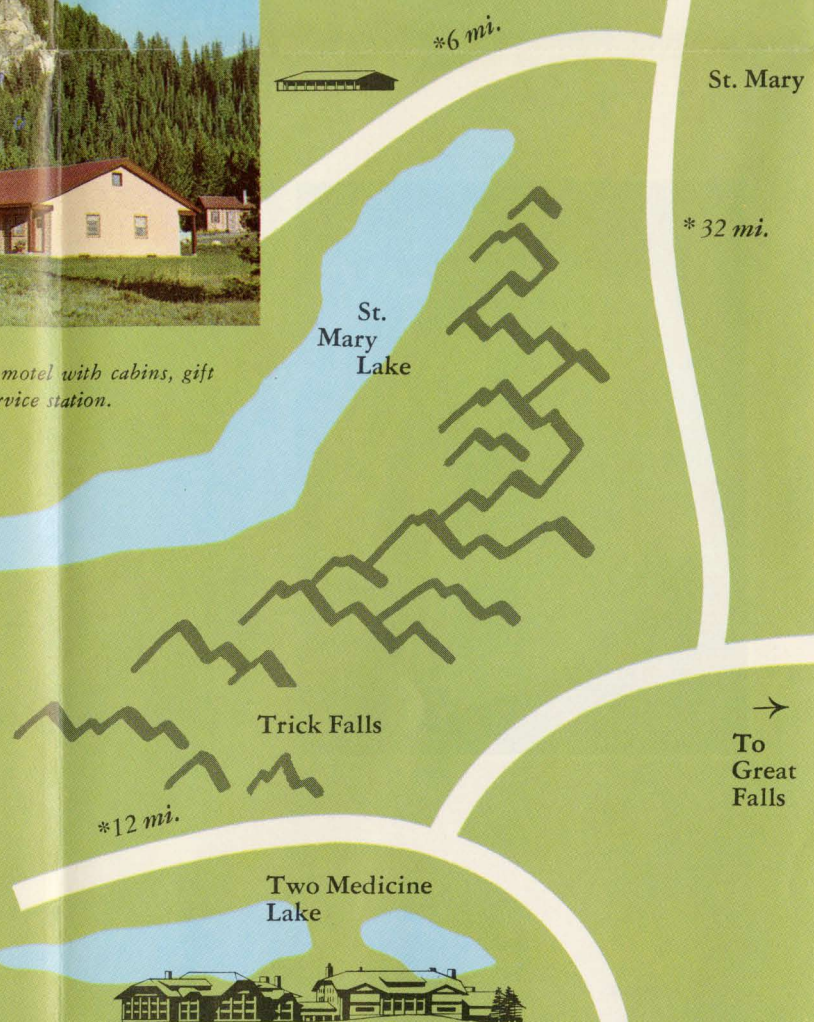 *6 mi.
St. Mary
*32 mi.
St.
Mary
Lake
motel with cabins, gift
rvice station.
Trick Falls
To
Great
Falls
*12 mi.
Two Medicine
Lake